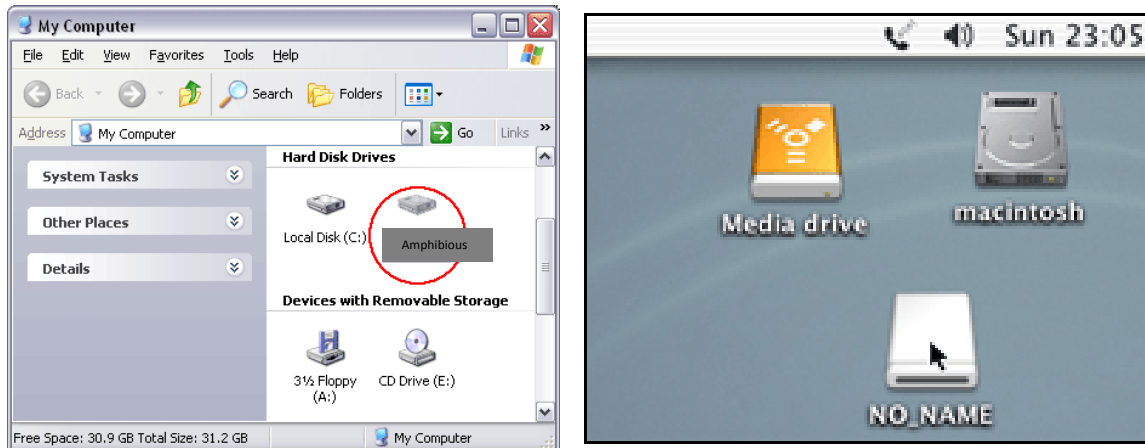 My Computer
File Edit View Favorites Tools Help
Back Search Folders
Address My Computer Go Links »
System Tasks
Other Places
Details
Hard Disk Drives
Local Disk (C:)
Amphibious
Devices with Removable Storage
3½ Floppy
(A:)
CD Drive (E:)
Free Space: 30.9 GB Total Size: 31.2 GB My Computer
Sun 23:05
Media drive
macintosh
NO_NAME